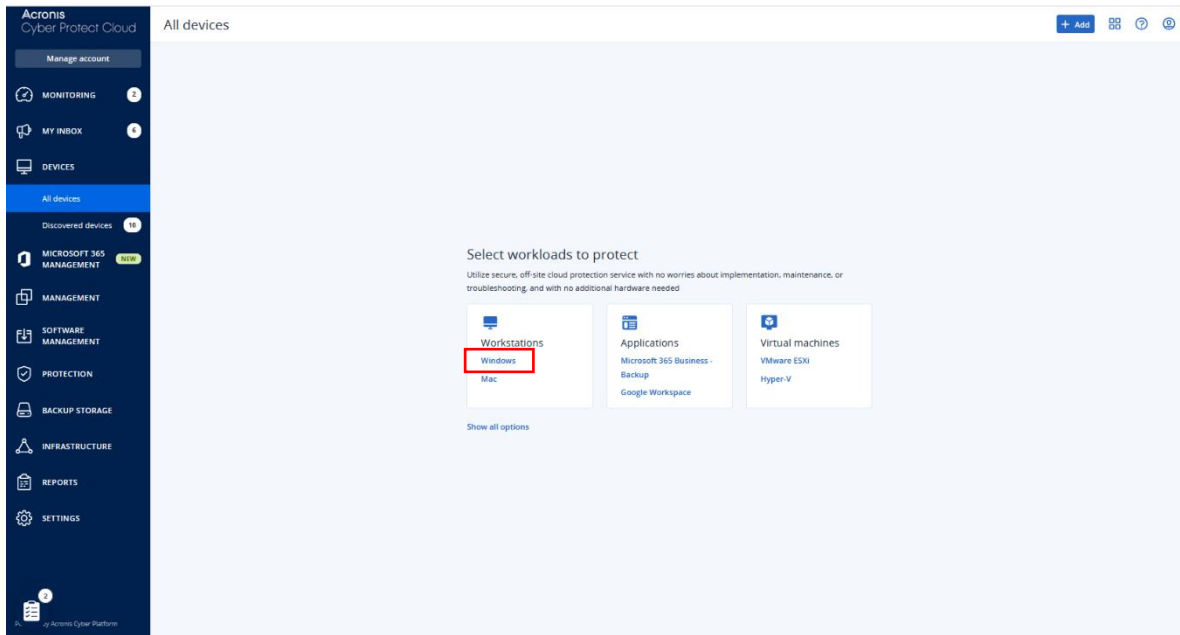 Acronis
Cyber Protect Cloud
Manage account
MONITORING
2
MY INBOX
6
DEVICES
All devices
Discovered devices
10
MICROSOFT 365
MANAGEMENT
NEW
MANAGEMENT
SOFTWARE
MANAGEMENT
PROTECTION
BACKUP STORAGE
INFRASTRUCTURE
REPORTS
SETTINGS
2
Acronis Cyber Platform
All devices
+ Add
Select workloads to protect
Utilize secure, off-site cloud protection service with no worries about implementation, maintenance, or
troubleshooting, and with no additional hardware needed
Workstations
Windows
Mac
Applications
Microsoft 365 Business -
Backup
Google Workspace
Virtual machines
VMware ESXi
Hyper-V
Show all options